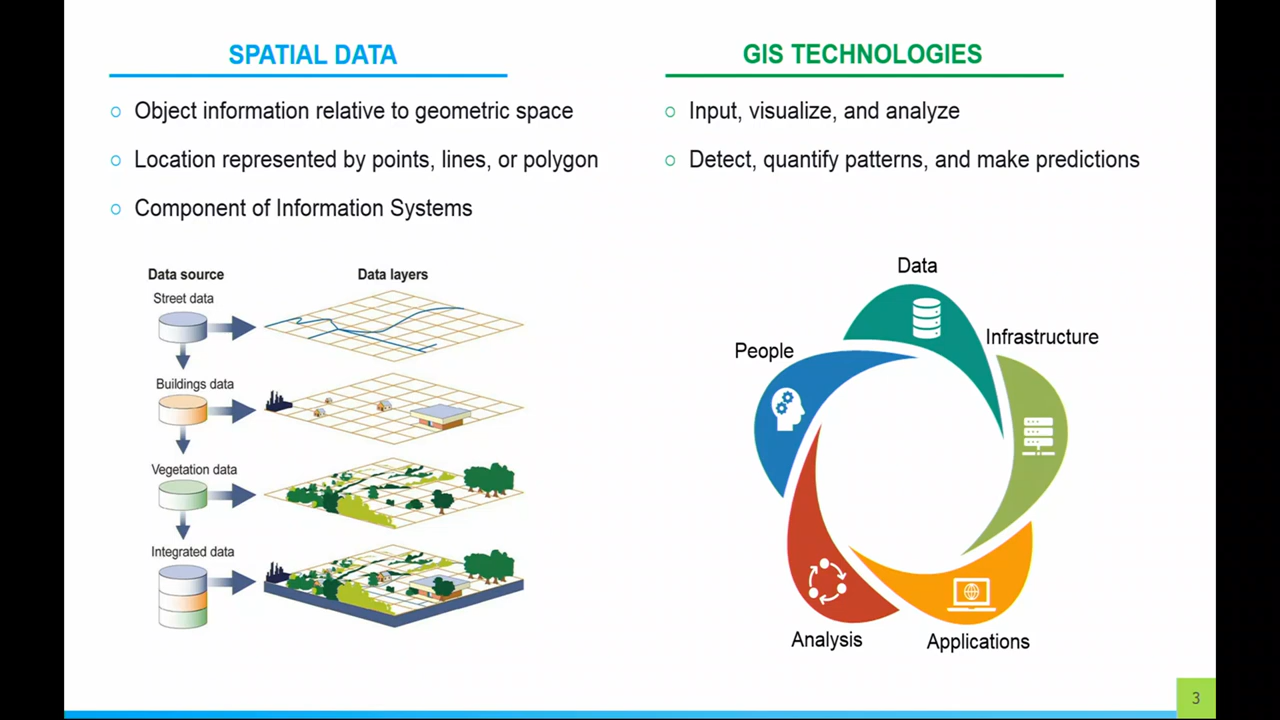 SPATIAL DATA
Object information relative to geometric space
Location represented by points, lines, or polygon
Component of Information Systems
Data source
Data layers
Street data
Buildings data
Vegetation data
Integrated data
GIS TECHNOLOGIES
Input, visualize, and analyze
Detect, quantify patterns, and make predictions
Data
Infrastructure
People
Analysis
Applications
3